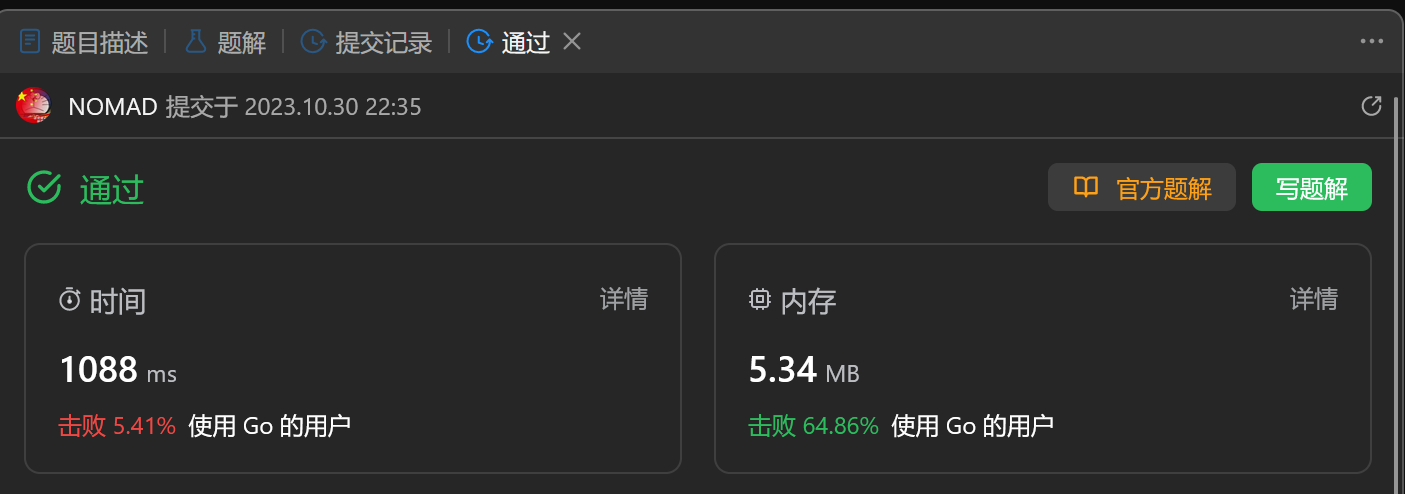 题目描述 题解 提交记录 通过
NOMAD 提交于 2023.10.30 22:35
通过 官方题解 写题解
时间 详情
1088 ms
击败 5.41% 使用 Go 的用户
内存 详情
5.34 MB
击败 64.86% 使用 Go 的用户